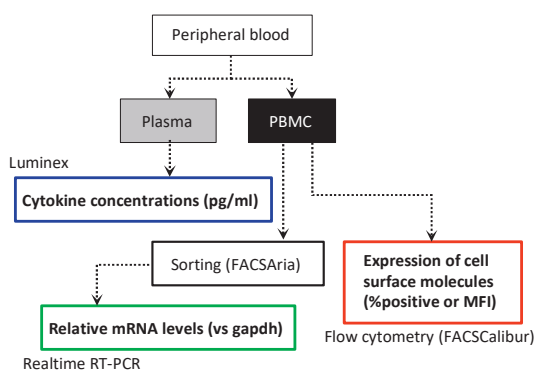 Peripheral blood
Plasma
PBMC
Luminex
Cytokine concentrations (pg/ml)
Sorting (FACSAria)
Expression of cell
surface molecules
(%positive or MFI)
Relative mRNA levels (vs gapdh)
Flow cytometry (FACSCalibur)
Realtime RT-PCR